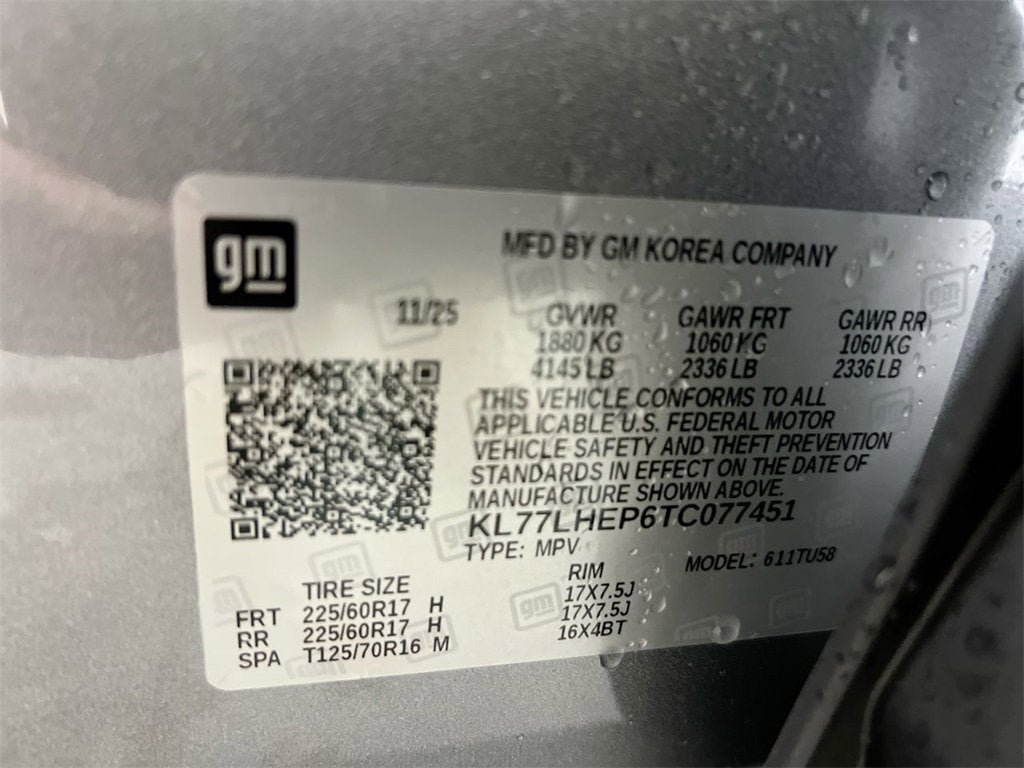 gm
MFD BY GM KOREA COMPANY
11/25 GVWR GAWR FRT GAWR RR
1880 KG 1060 KG 1060 KG
4145 LB 2336 LB 2336 LB
THIS VEHICLE CONFORMS TO ALL
APPLICABLE U.S. FEDERAL MOTOR
VEHICLE SAFETY AND THEFT PREVENTION
STANDARDS IN EFFECT ON THE DATE OF
MANUFACTURE SHOWN ABOVE.
KL77LHEP6TC077451
TYPE: MPV MODEL: 611TU58
TIRE SIZE RIM
FRT 225/60R17 H 17X7.5J
RR 225/60R17 H 17X7.5J
SPA T125/70R16 M 16X4BT